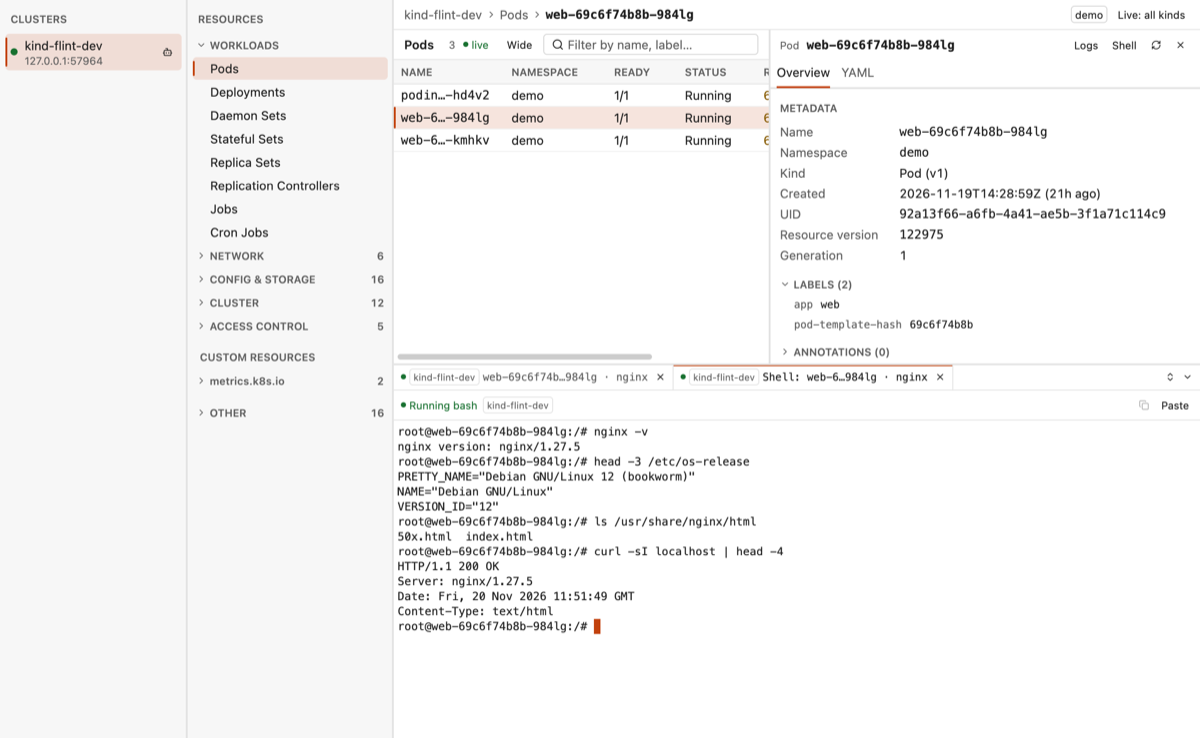 CLUSTERS
kind-flint-dev
127.0.0.1:57964
RESOURCES
WORKLOADS
Pods
Deployments
Daemon Sets
Stateful Sets
Replica Sets
Replication Controllers
Jobs
Cron Jobs
NETWORK 6
CONFIG & STORAGE 16
CLUSTER 12
ACCESS CONTROL 5
CUSTOM RESOURCES
metrics.k8s.io 2
OTHER 16
kind-flint-dev > Pods > web-69c6f74b8b-984lg
demo Live: all kinds
Pods 3 live Wide Filter by name, label...
NAME NAMESPACE READY STATUS R
podin…-hd4v2 demo 1/1 Running 6
web-6…-984lg demo 1/1 Running 6
web-6…-kmhkv demo 1/1 Running 6
Pod web-69c6f74b8b-984lg Logs Shell
Overview YAML
METADATA
Name web-69c6f74b8b-984lg
Namespace demo
Kind Pod (v1)
Created 2026-11-19T14:28:59Z (21h ago)
UID 92a13f66-a6fb-4a41-ae5b-3f1a71c114c9
Resource version 122975
Generation 1
LABELS (2)
app web
pod-template-hash 69c6f74b8b
ANNOTATIONS (0)
kind-flint-dev web-69c6f74b…984lg · nginx
kind-flint-dev Shell: web-6…984lg · nginx
Running bash kind-flint-dev Paste
root@web-69c6f74b8b-984lg:/# nginx -v
nginx version: nginx/1.27.5
root@web-69c6f74b8b-984lg:/# head -3 /etc/os-release
PRETTY_NAME="Debian GNU/Linux 12 (bookworm)"
NAME="Debian GNU/Linux"
VERSION_ID="12"
root@web-69c6f74b8b-984lg:/# ls /usr/share/nginx/html
50x.html  index.html
root@web-69c6f74b8b-984lg:/# curl -sI localhost | head -4
HTTP/1.1 200 OK
Server: nginx/1.27.5
Date: Fri, 20 Nov 2026 11:51:49 GMT
Content-Type: text/html
root@web-69c6f74b8b-984lg:/#